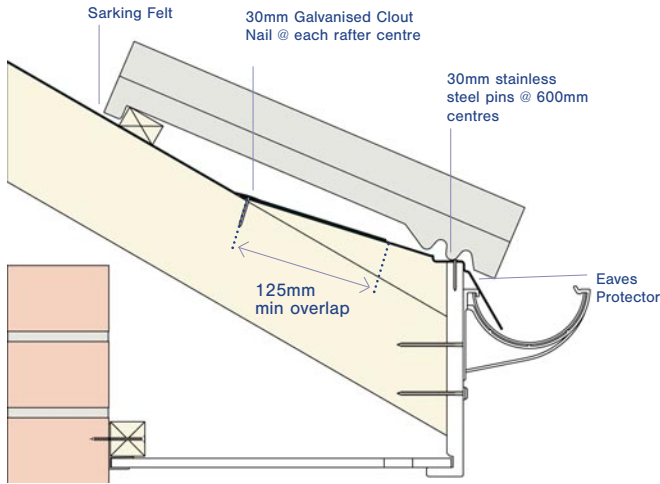 Sarking Felt
30mm Galvanised Clout
Nail @ each rafter centre
30mm stainless
steel pins @ 600mm
centres
125mm
min overlap
Eaves
Protector